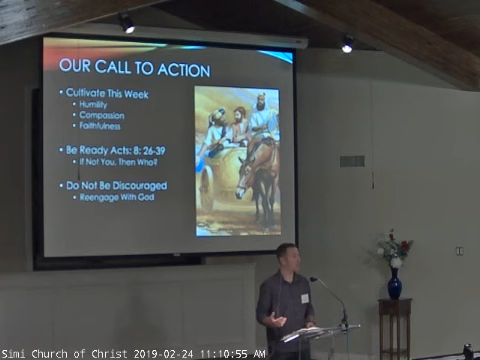 OUR CALL TO ACTION
• Cultivate This Week
• Humility
• Compassion
• Faithfulness
• Be Ready Acts: 8: 26-39
• If Not You, Then Who?
• Do Not Be Discouraged
• Reengage With God
Simi Church of Christ 2019-02-24 11:10:55 AM